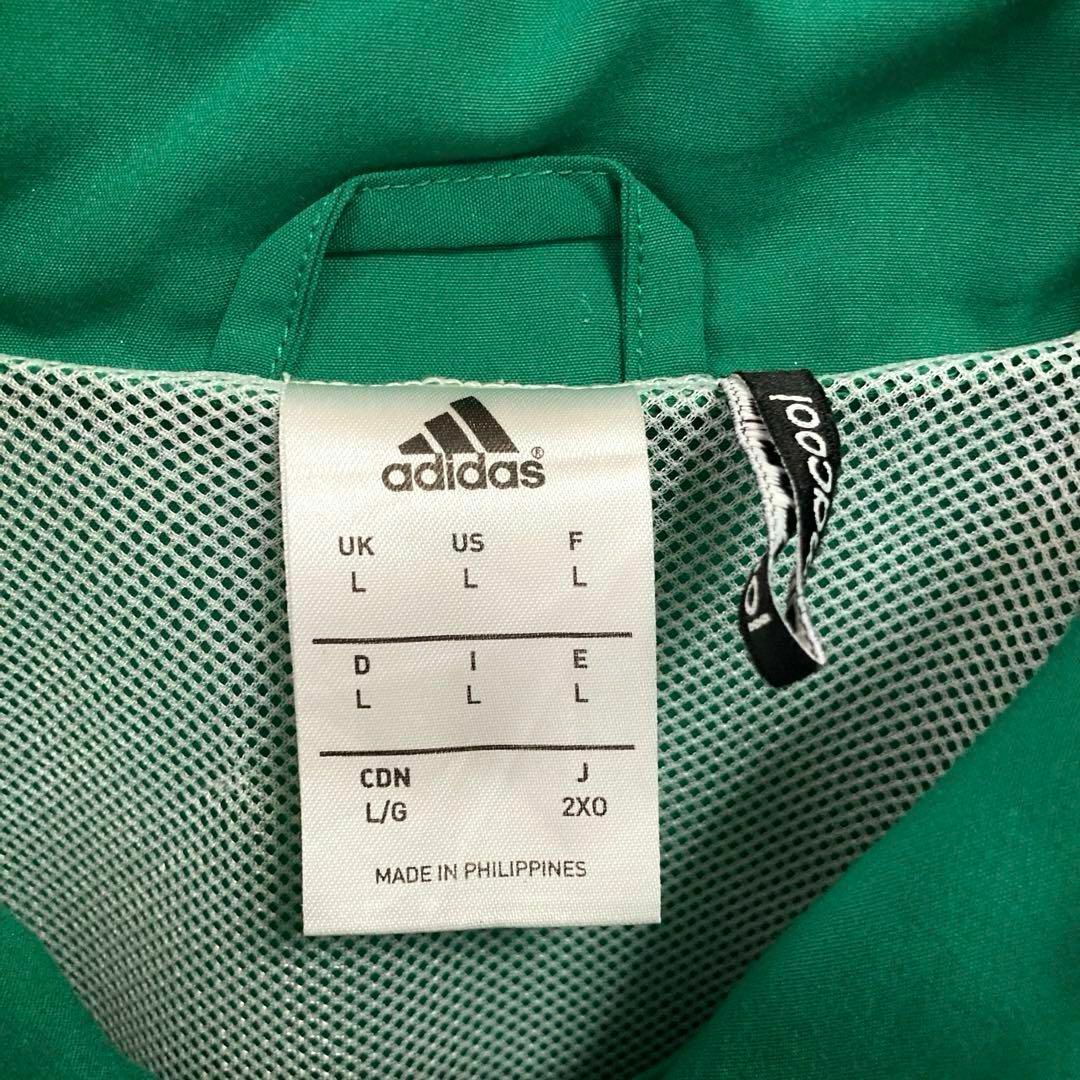 adidas®
UK US F
L L L
D I E
L L L
CDN J
L/G 2XO
MADE IN PHILIPPINES